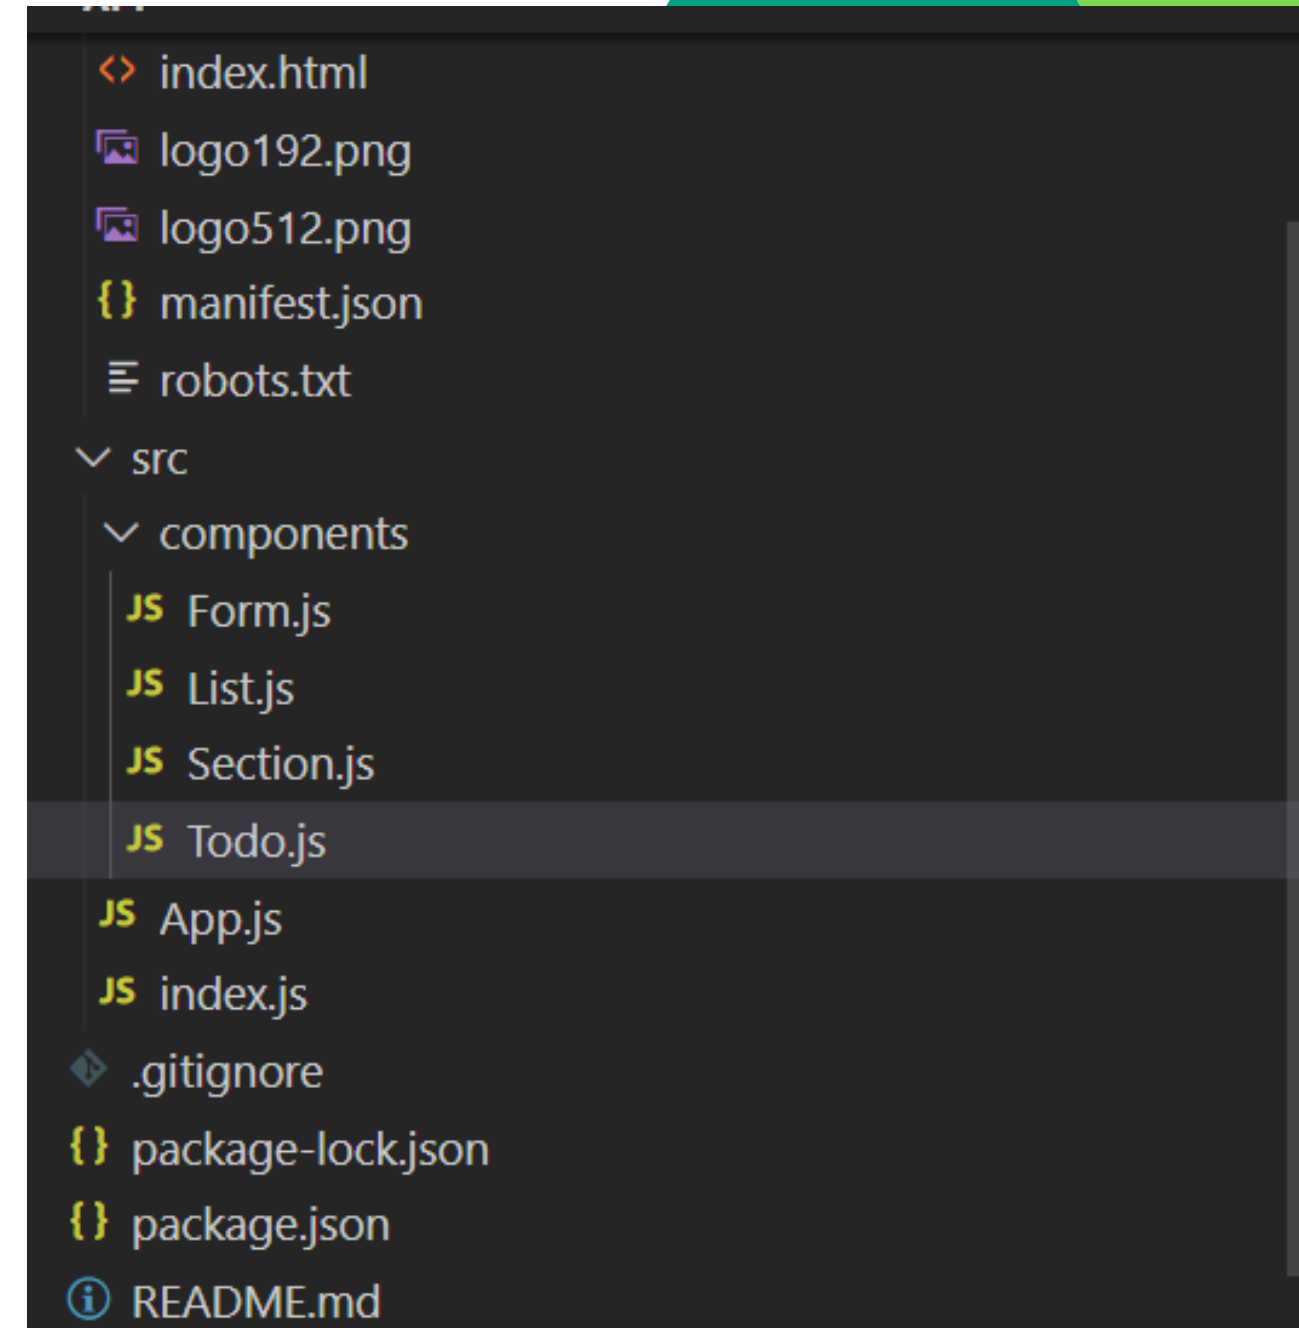 index.html
logo192.png
logo512.png
{} manifest.json
robots.txt
src
components
JS Form.js
JS List.js
JS Section.js
JS Todo.js
JS App.js
JS index.js
.gitignore
{} package-lock.json
{} package.json
README.md